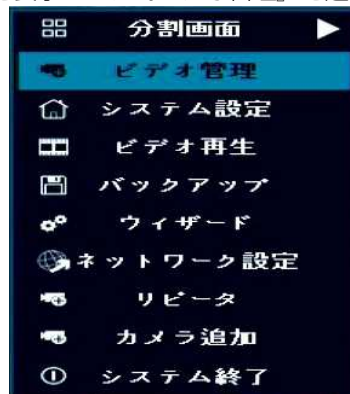 分割画面
ビデオ管理
システム設定
ビデオ再生
バックアップ
ウィザード
ネットワーク設定
リピータ
カメラ追加
システム終了